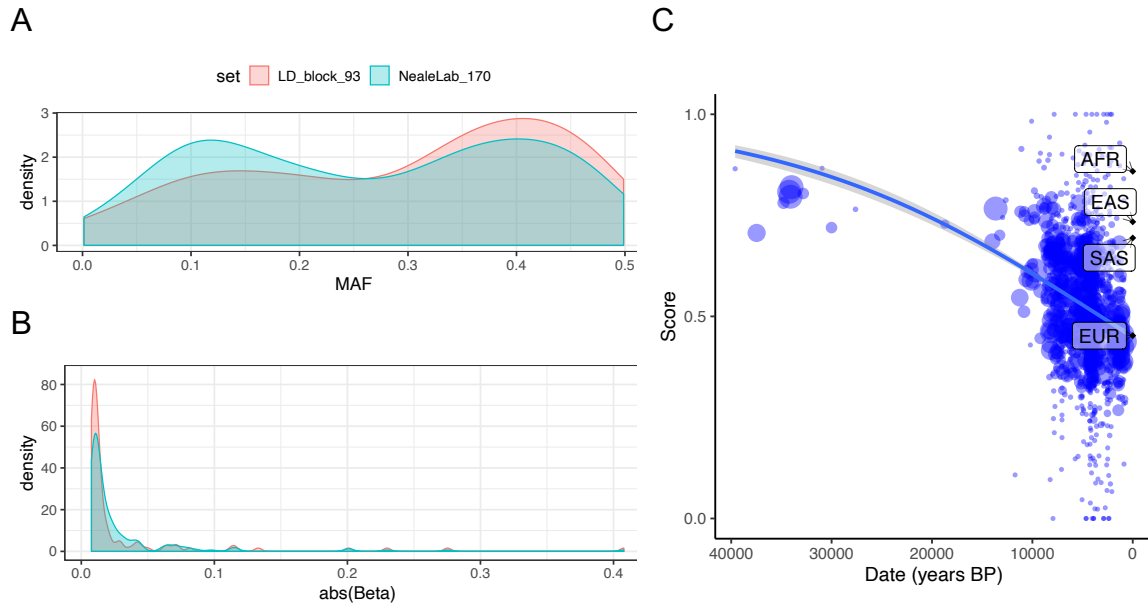 A
set LD_block_93 NealeLab_170
3
2
1
0
density
0.0 0.1 0.2 0.3 0.4 0.5
MAF
B
80
60
40
20
0
density
0.0 0.1 0.2 0.3 0.4
abs(Beta)
C
1.0
0.5
0.0
Score
AFR
EAS
SAS
EUR
40000 30000 20000 10000 0
Date (years BP)